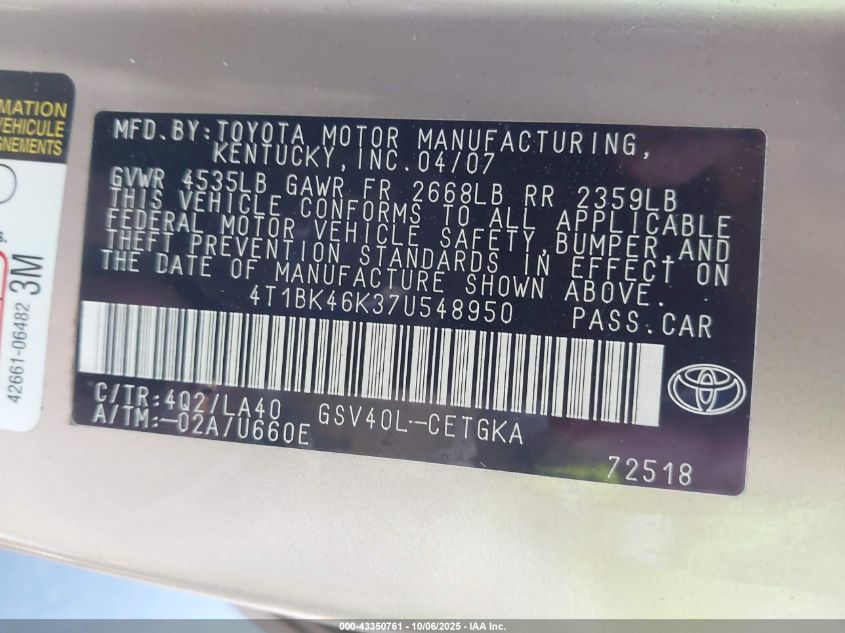 MATION
VEHICULE
GNEMENTS
s.
42661-06482 3M
MFD.BY:TOYOTA MOTOR MANUFACTURING,
KENTUCKY,INC.04/07
GVWR 4535LB GAWR FR 2668LB RR 2359LB
THIS VEHICLE CONFORMS TO ALL APPLICABLE
FEDERAL MOTOR VEHICLE SAFETY,BUMPER,AND
THEFT PREVENTION STANDARDS IN EFFECT ON
THE DATE OF MANUFACTURE SHOWN ABOVE.
4T1BK46K37U548950 PASS.CAR
C/TR:4Q2/LA40 GSV40L-CETGKA
A/TM:-02A/U660E
72518
000-43350761 - 10/06/2025 - IAA Inc.